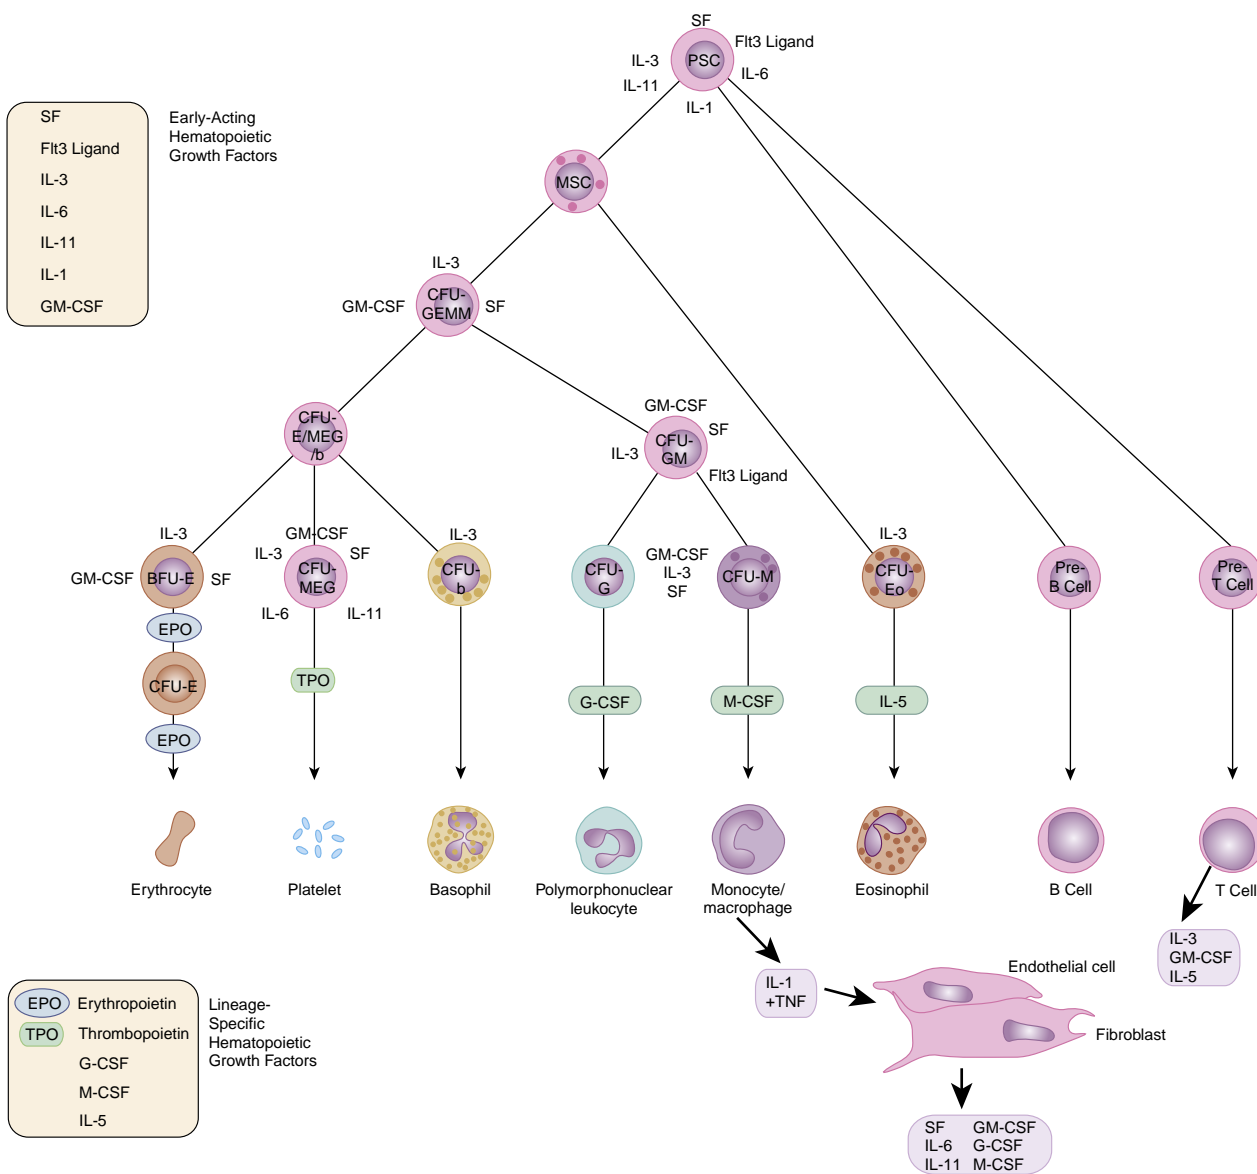 SF
Flt3 Ligand
PSC
IL-3
IL-6
IL-11
IL-1
SF
Flt3 Ligand
IL-3
IL-6
IL-11
IL-1
GM-CSF
Early-Acting
Hematopoietic
Growth Factors
MSC
IL-3
GM-CSF
CFU-
GEMM
SF
CFU-
E/MEG
/b
GM-CSF
SF
CFU-
GM
IL-3
Flt3 Ligand
IL-3
GM-CSF
BFU-E
SF
GM-CSF
IL-3
SF
CFU-
MEG
IL-6
IL-11
IL-3
CFU-
b
CFU-
G
GM-CSF
IL-3
SF
CFU-M
IL-3
CFU-
Eo
Pre-
B Cell
Pre-
T Cell
EPO
CFU-E
EPO
TPO
G-CSF
M-CSF
IL-5
Erythrocyte
Platelet
Basophil
Polymorphonuclear
leukocyte
Monocyte/
macrophage
Eosinophil
B Cell
T Cell
IL-3
GM-CSF
IL-5
IL-1
+TNF
Endothelial cell
Fibroblast
SF GM-CSF
IL-6 G-CSF
IL-11 M-CSF
EPO Erythropoietin
TPO Thrombopoietin
G-CSF
M-CSF
IL-5
Lineage-
Specific
Hematopoietic
Growth Factors